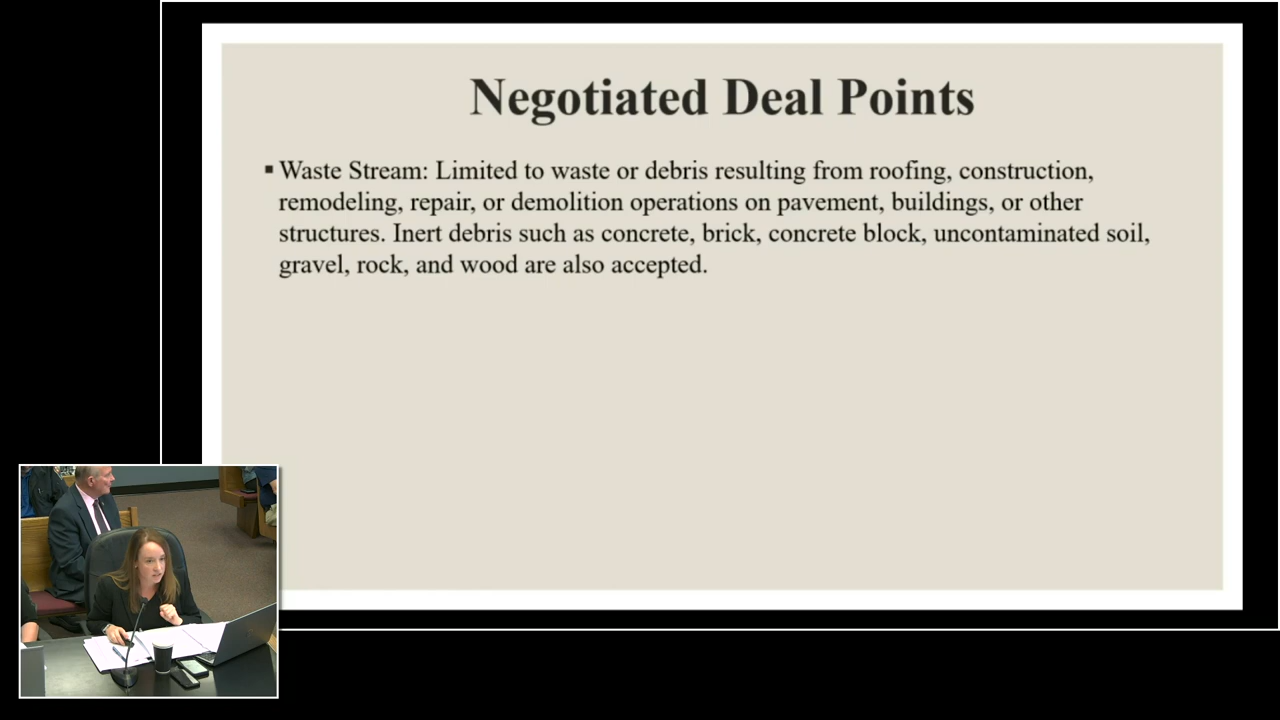 Negotiated Deal Points
▪ Waste Stream: Limited to waste or debris resulting from roofing, construction,
remodeling, repair, or demolition operations on pavement, buildings, or other
structures. Inert debris such as concrete, brick, concrete block, uncontaminated soil,
gravel, rock, and wood are also accepted.